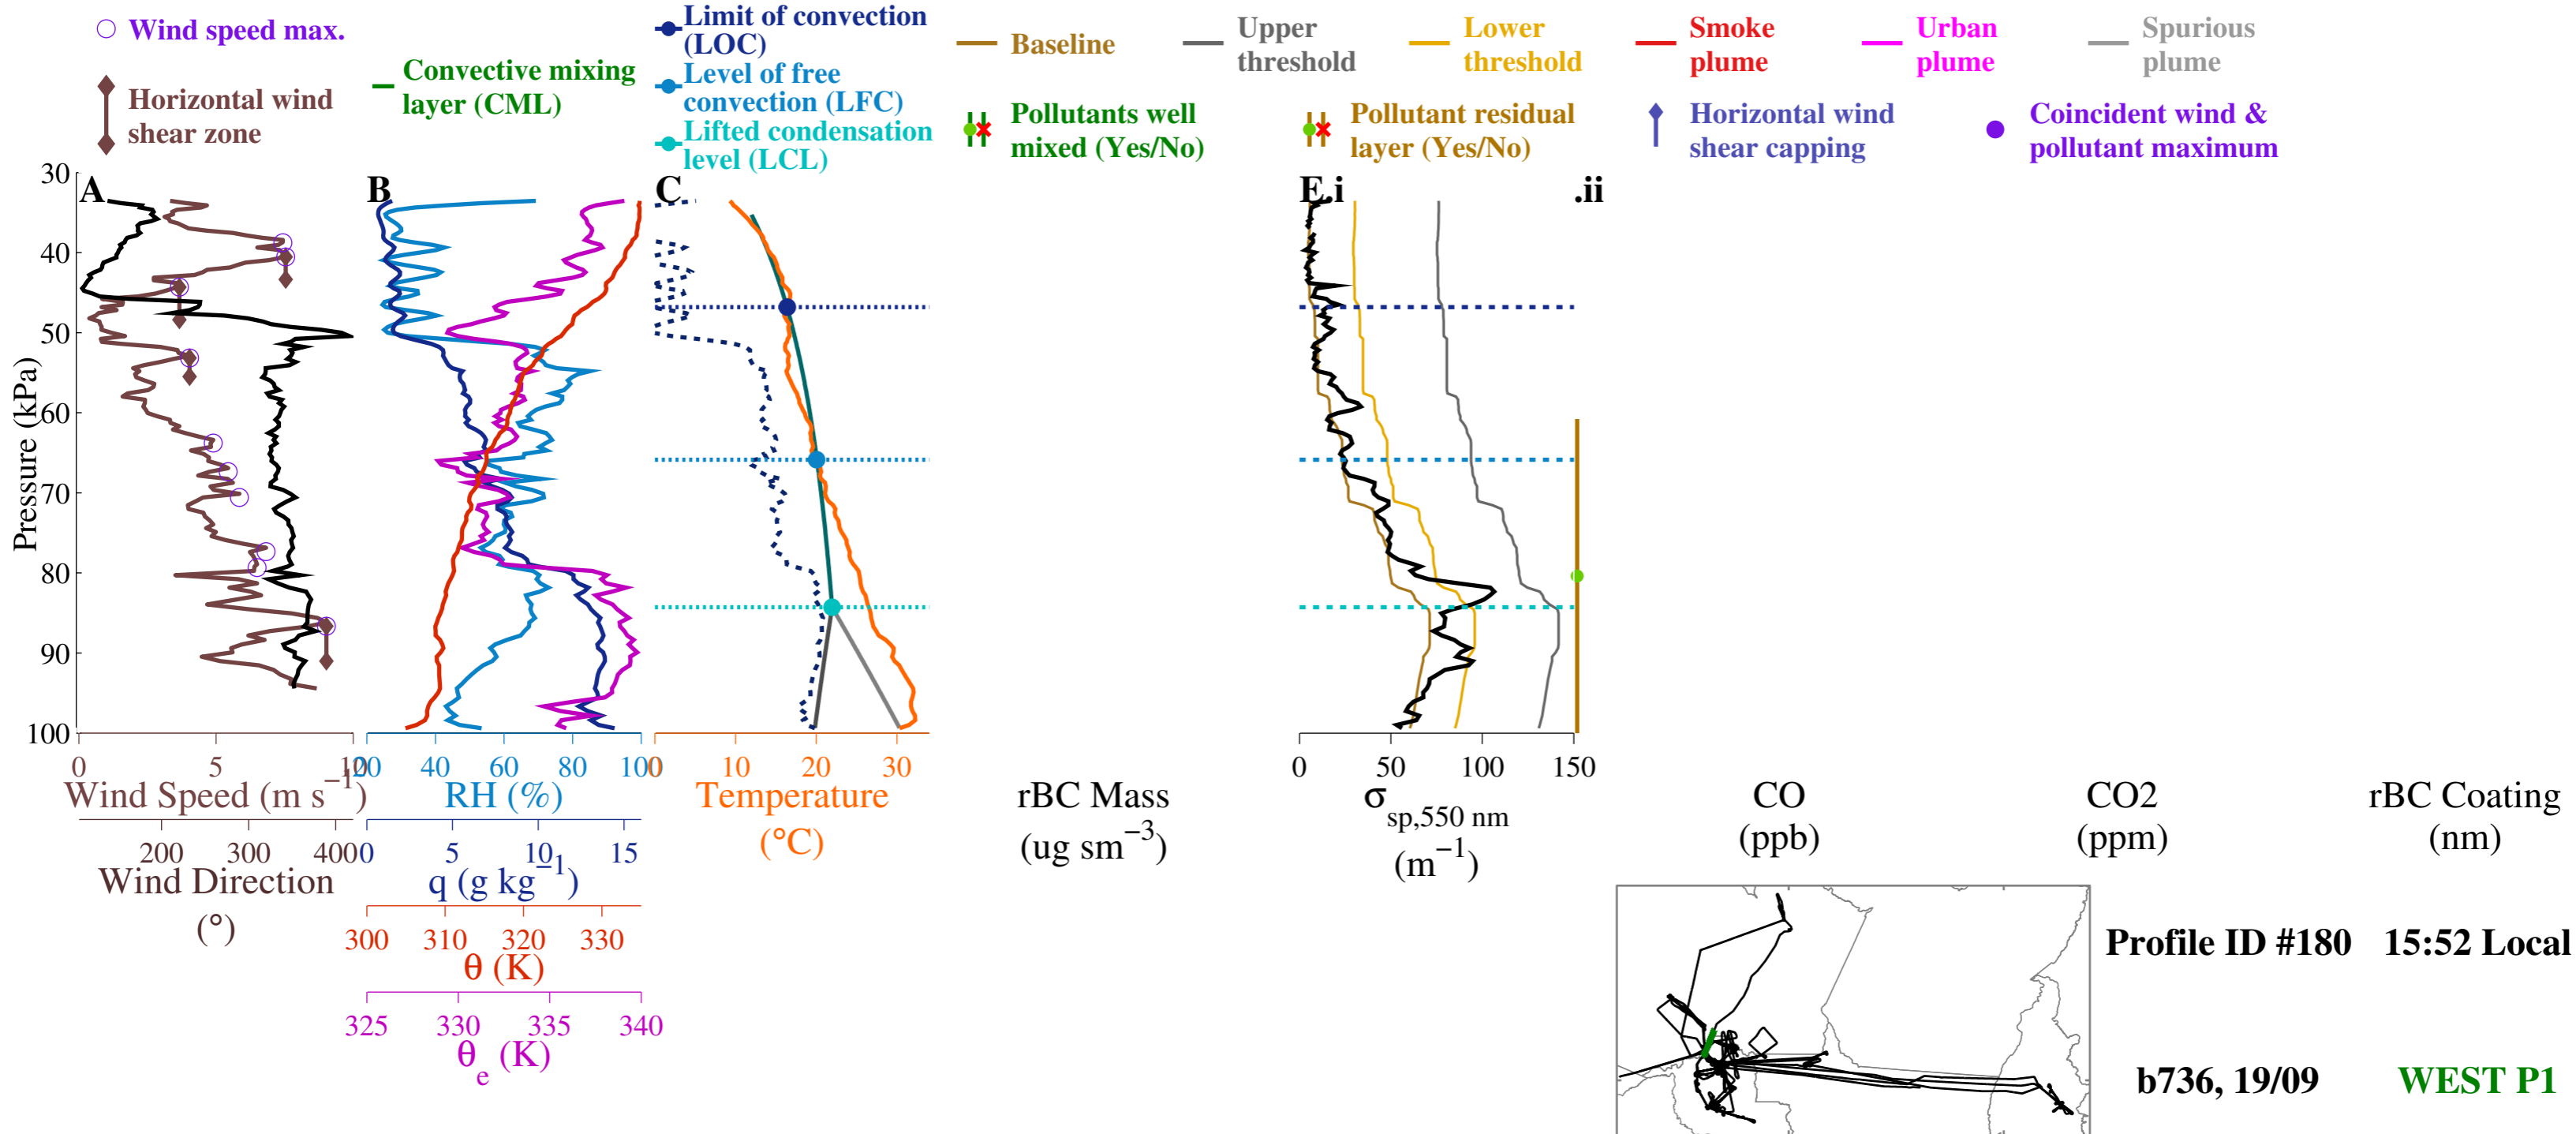 Wind speed max.
Horizontal wind
shear zone
Convective mixing
layer (CML)
Limit of convection
(LOC)
Level of free
convection (LFC)
Lifted condensation
level (LCL)
Baseline
Upper
threshold
Lower
threshold
Smoke
plume
Urban
plume
Spurious
plume
Pollutants well
mixed (Yes/No)
Pollutant residual
layer (Yes/No)
Horizontal wind
shear capping
Coincident wind &
pollutant maximum
A
B
C
E.i
.ii
Pressure (kPa)
30
40
50
60
70
80
90
100
0 5 10
Wind Speed (m s−1)
200 300 400
Wind Direction
(°)
20 40 60 80 100
RH (%)
0 5 10 15
q (g kg−1)
300 310 320 330
θ (K)
325 330 335 340
θe (K)
0 10 20 30
Temperature
(°C)
rBC Mass
(ug sm−3)
0 50 100 150
σsp,550 nm
(m−1)
CO
(ppb)
CO2
(ppm)
rBC Coating
(nm)
Profile ID #180 15:52 Local
b736, 19/09 WEST P1